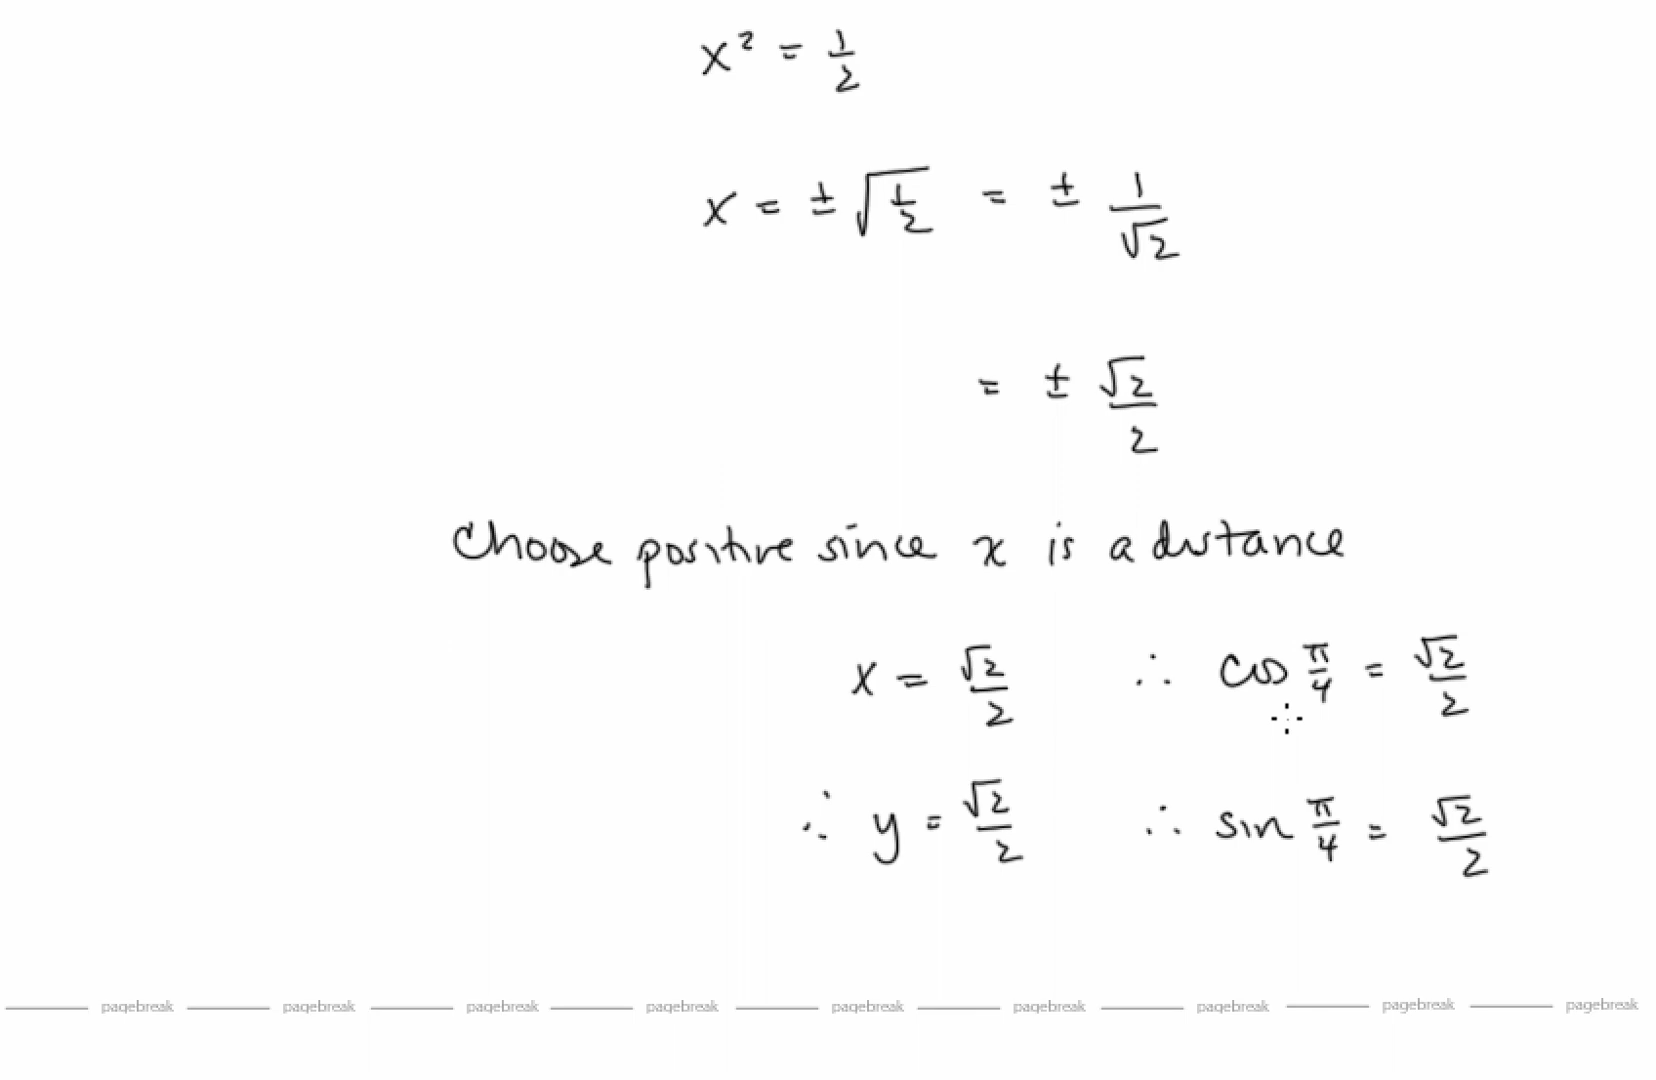 x² = 1/2
x = ± √(1/2) = ± 1/√2
= ± √2/2
Choose positive since x is a distance
x = √2/2 ∴ cos π/4 = √2/2
∴ y = √2/2 ∴ sin π/4 = √2/2
pagebreak pagebreak pagebreak pagebreak pagebreak pagebreak pagebreak pagebreak pagebreak